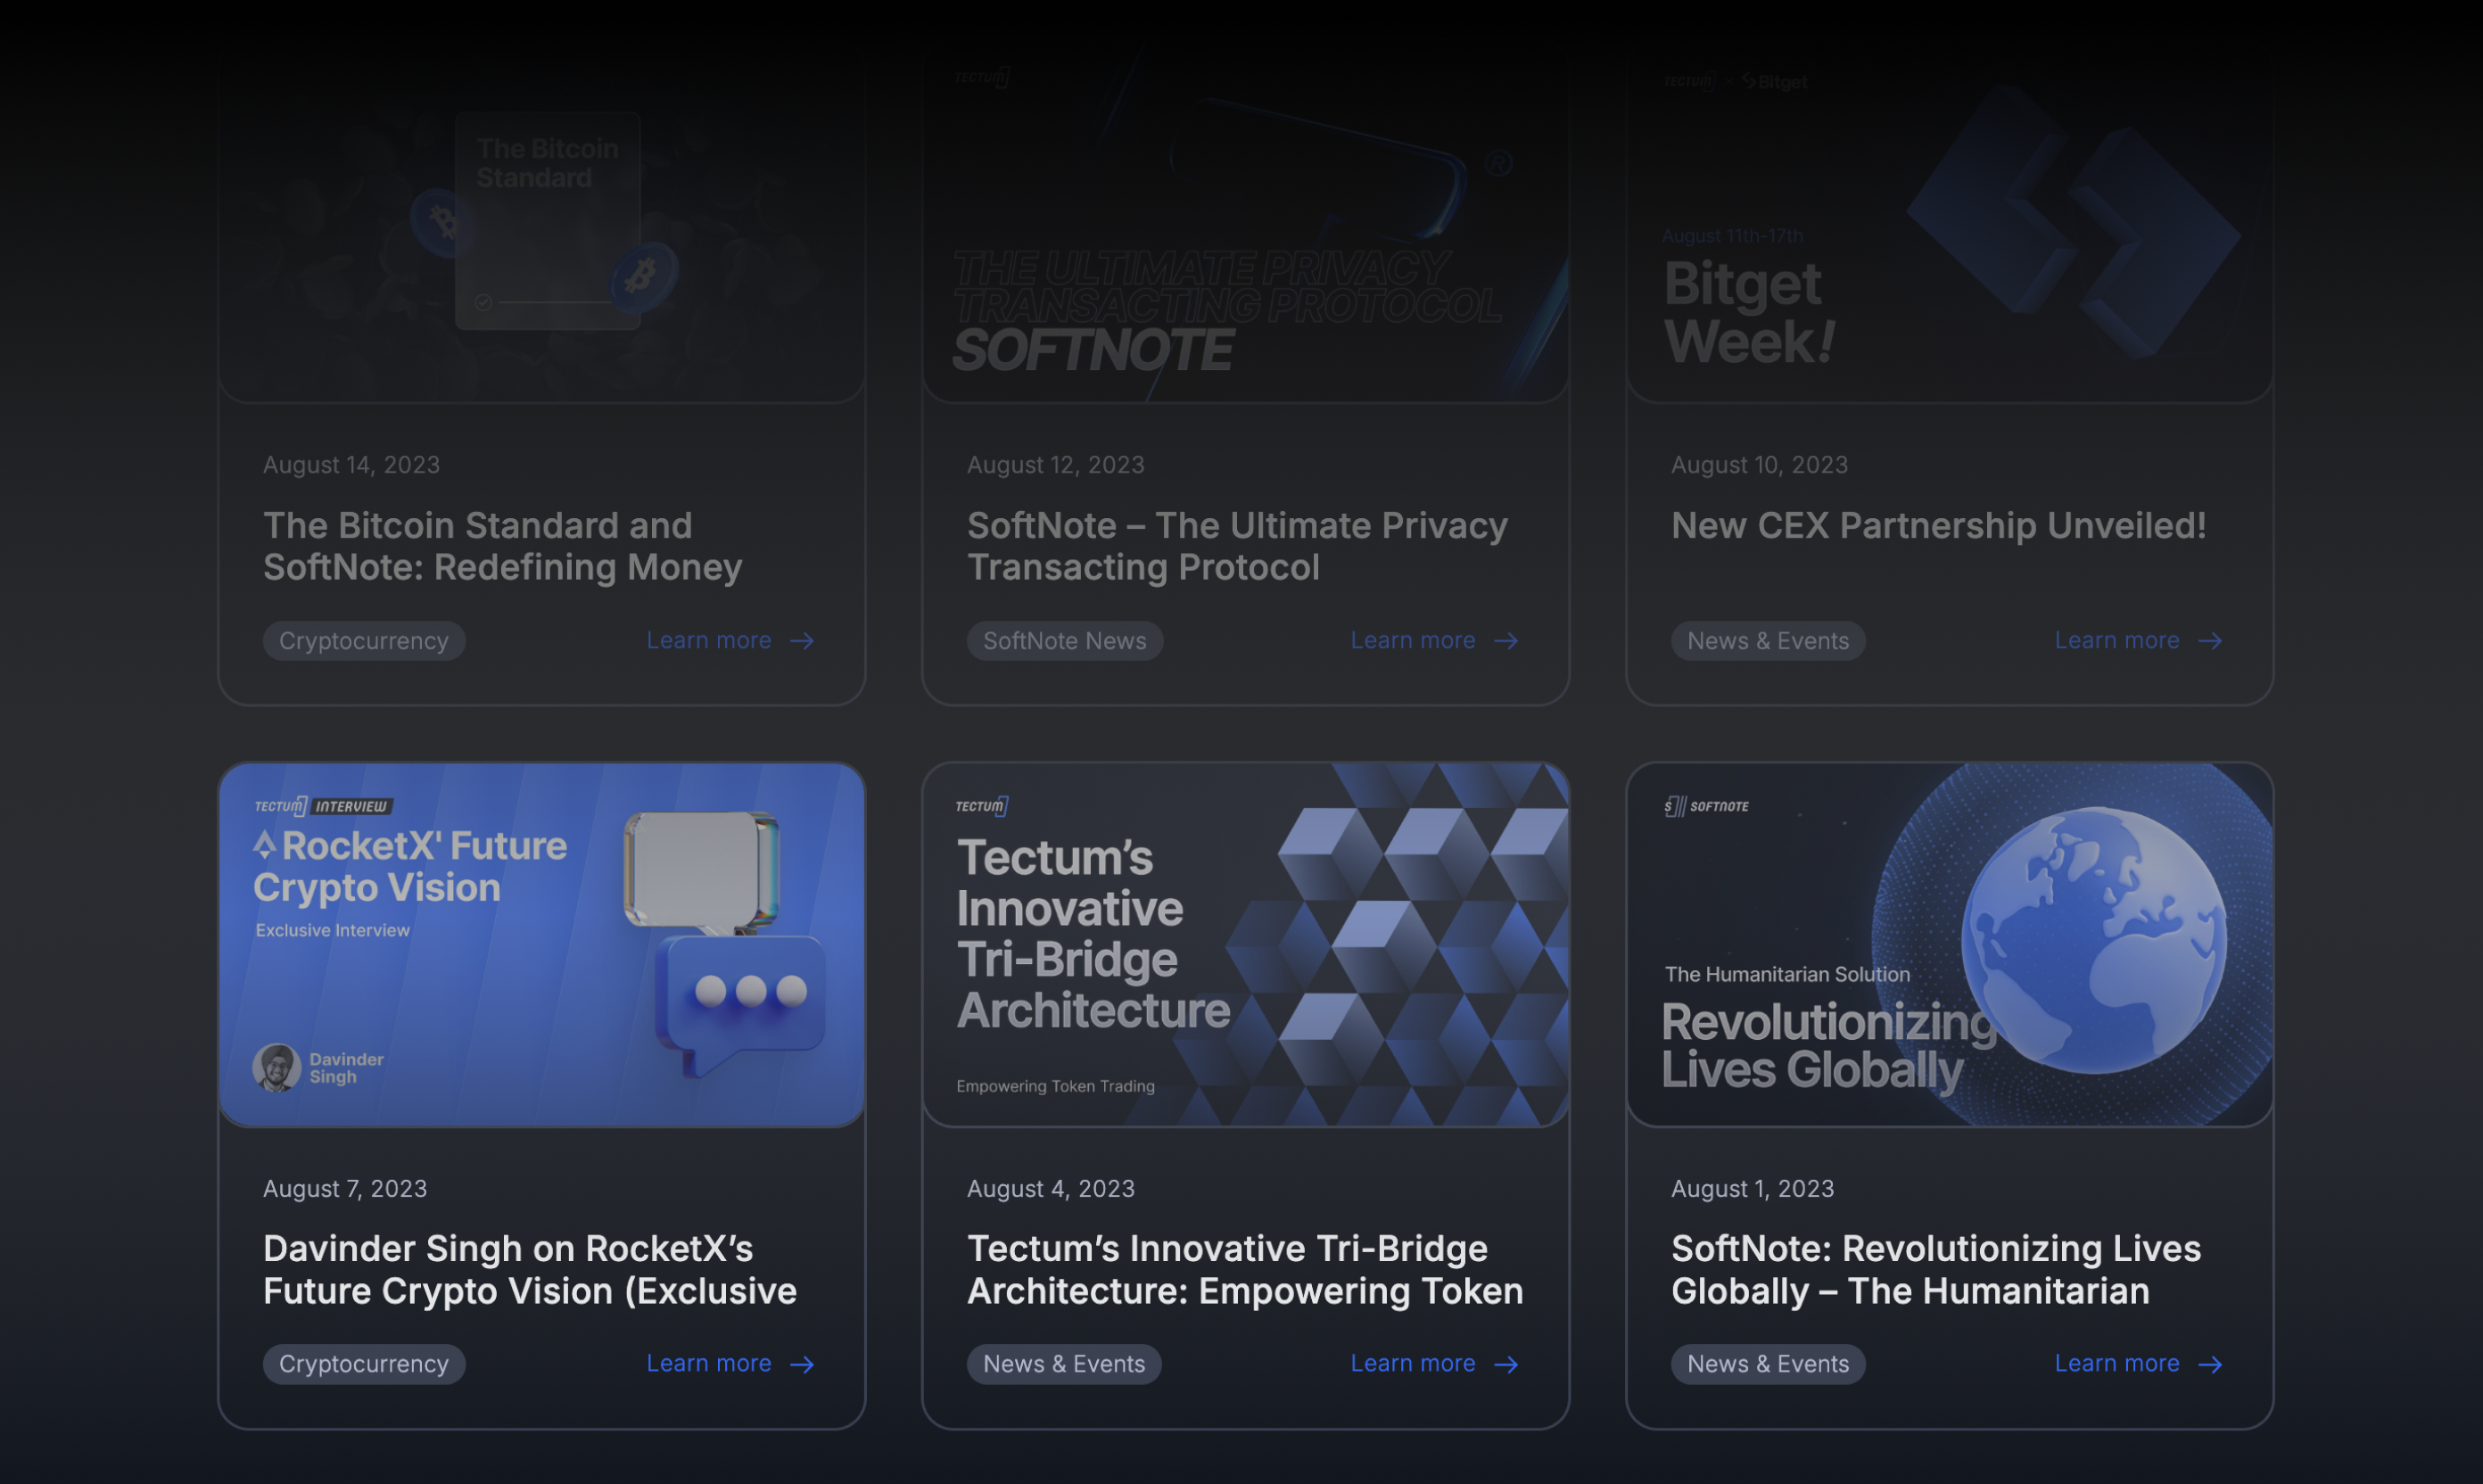 The Bitcoin
Standard
August 14, 2023
The Bitcoin Standard and
SoftNote: Redefining Money
Cryptocurrency
Learn more →
TECTUM
®
THE ULTIMATE PRIVACY
TRANSACTING PROTOCOL
SOFTNOTE
August 12, 2023
SoftNote – The Ultimate Privacy
Transacting Protocol
SoftNote News
Learn more →
TECTUM × Bitget
August 11th-17th
Bitget
Week!
August 10, 2023
New CEX Partnership Unveiled!
News & Events
Learn more →
TECTUM INTERVIEW
RocketX' Future
Crypto Vision
Exclusive Interview
Davinder
Singh
August 7, 2023
Davinder Singh on RocketX’s
Future Crypto Vision (Exclusive
Cryptocurrency
Learn more →
TECTUM
Tectum’s
Innovative
Tri-Bridge
Architecture
Empowering Token Trading
August 4, 2023
Tectum’s Innovative Tri-Bridge
Architecture: Empowering Token
News & Events
Learn more →
S SOFTNOTE
The Humanitarian Solution
Revolutionizing
Lives Globally
August 1, 2023
SoftNote: Revolutionizing Lives
Globally – The Humanitarian
News & Events
Learn more →